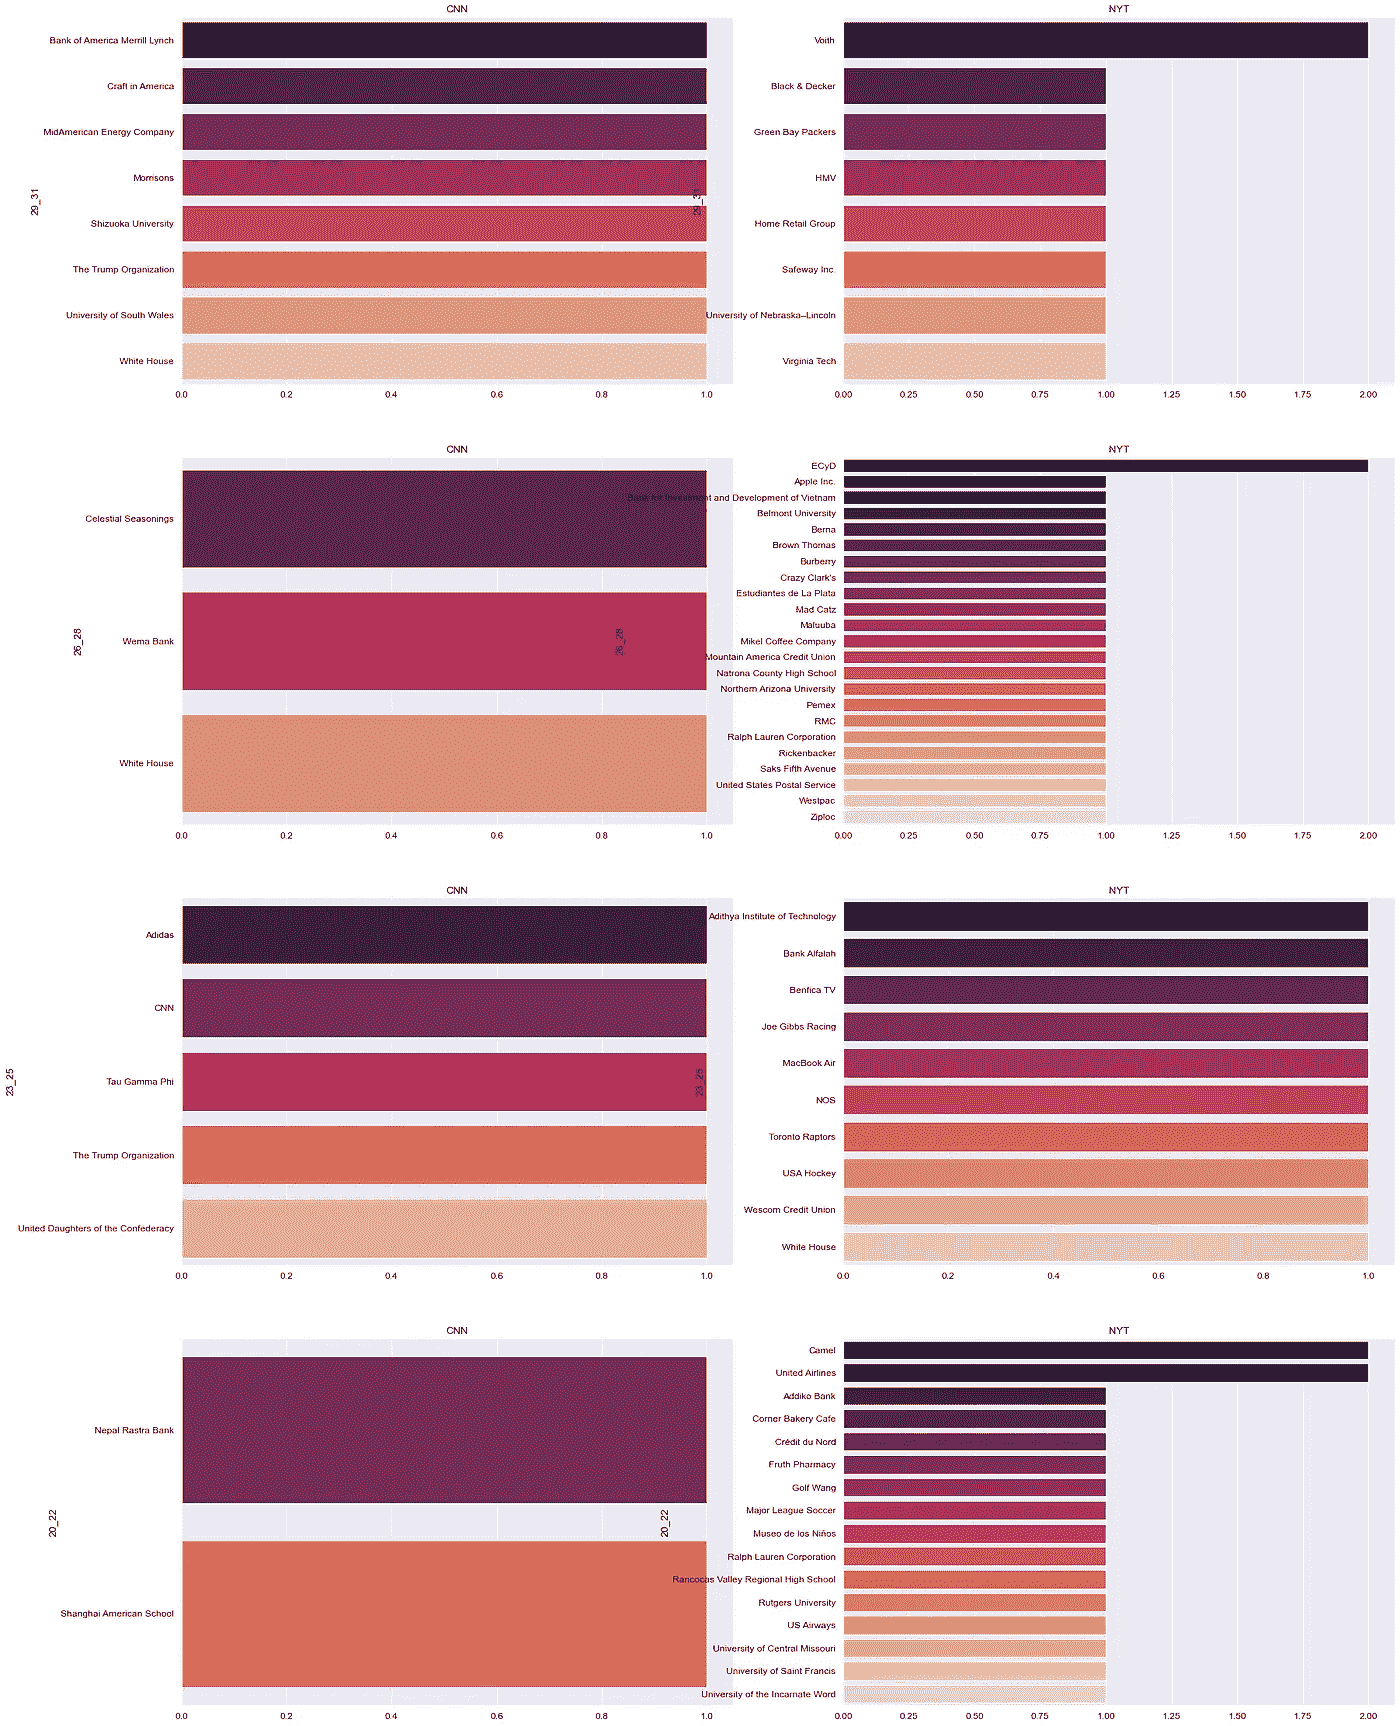 CNN
Bank of America Merrill Lynch
Craft in America
MidAmerican Energy Company
Morrisons
Shizuoka University
The Trump Organization
University of South Wales
White House
29_31
0.0 0.2 0.4 0.6 0.8 1.0
NYT
Voith
Black & Decker
Green Bay Packers
HMV
Home Retail Group
Safeway Inc.
University of Nebraska–Lincoln
Virginia Tech
29_31
0.00 0.25 0.50 0.75 1.00 1.25 1.50 1.75 2.00
CNN
Celestial Seasonings
Wema Bank
White House
26_28
0.0 0.2 0.4 0.6 0.8 1.0
NYT
ECyD
Apple Inc.
Bank for Investment and Development of Vietnam
Belmont University
Berna
Brown Thomas
Burberry
Crazy Clark's
Estudiantes de La Plata
Mad Catz
Maluuba
Mikel Coffee Company
Mountain America Credit Union
Natrona County High School
Northern Arizona University
Pemex
RMC
Ralph Lauren Corporation
Rickenbacker
Saks Fifth Avenue
United States Postal Service
Westpac
Ziploc
26_28
0.00 0.25 0.50 0.75 1.00 1.25 1.50 1.75 2.00
CNN
Adidas
CNN
Tau Gamma Phi
The Trump Organization
United Daughters of the Confederacy
23_25
0.0 0.2 0.4 0.6 0.8 1.0
NYT
Adithya Institute of Technology
Bank Alfalah
Benfica TV
Joe Gibbs Racing
MacBook Air
NOS
Toronto Raptors
USA Hockey
Wescom Credit Union
White House
23_25
0.0 0.2 0.4 0.6 0.8 1.0
CNN
Nepal Rastra Bank
Shanghai American School
20_22
0.0 0.2 0.4 0.6 0.8 1.0
NYT
Camel
United Airlines
Addiko Bank
Corner Bakery Cafe
Crédit du Nord
Fruth Pharmacy
Golf Wang
Major League Soccer
Museo de los Niños
Ralph Lauren Corporation
Rancocas Valley Regional High School
Rutgers University
US Airways
University of Central Missouri
University of Saint Francis
University of the Incarnate Word
20_22
0.00 0.25 0.50 0.75 1.00 1.25 1.50 1.75 2.00